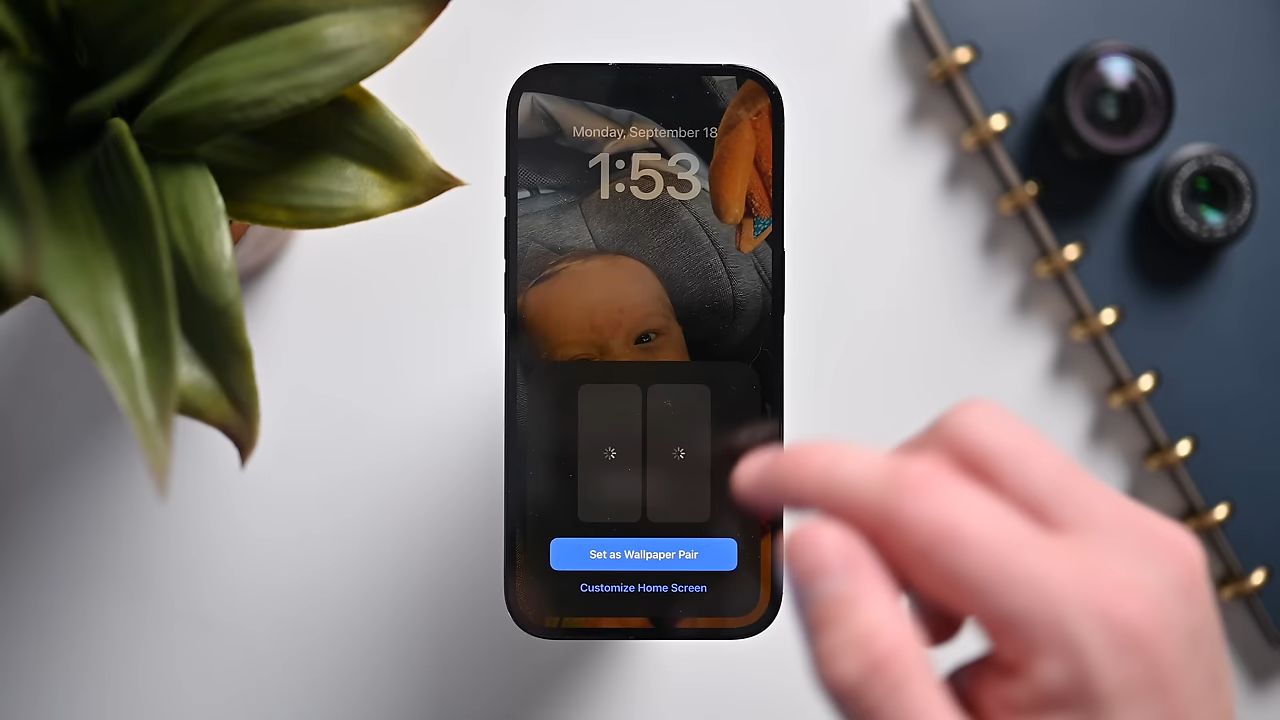 Monday, September 18
1:53
Set as Wallpaper Pair
Customize Home Screen